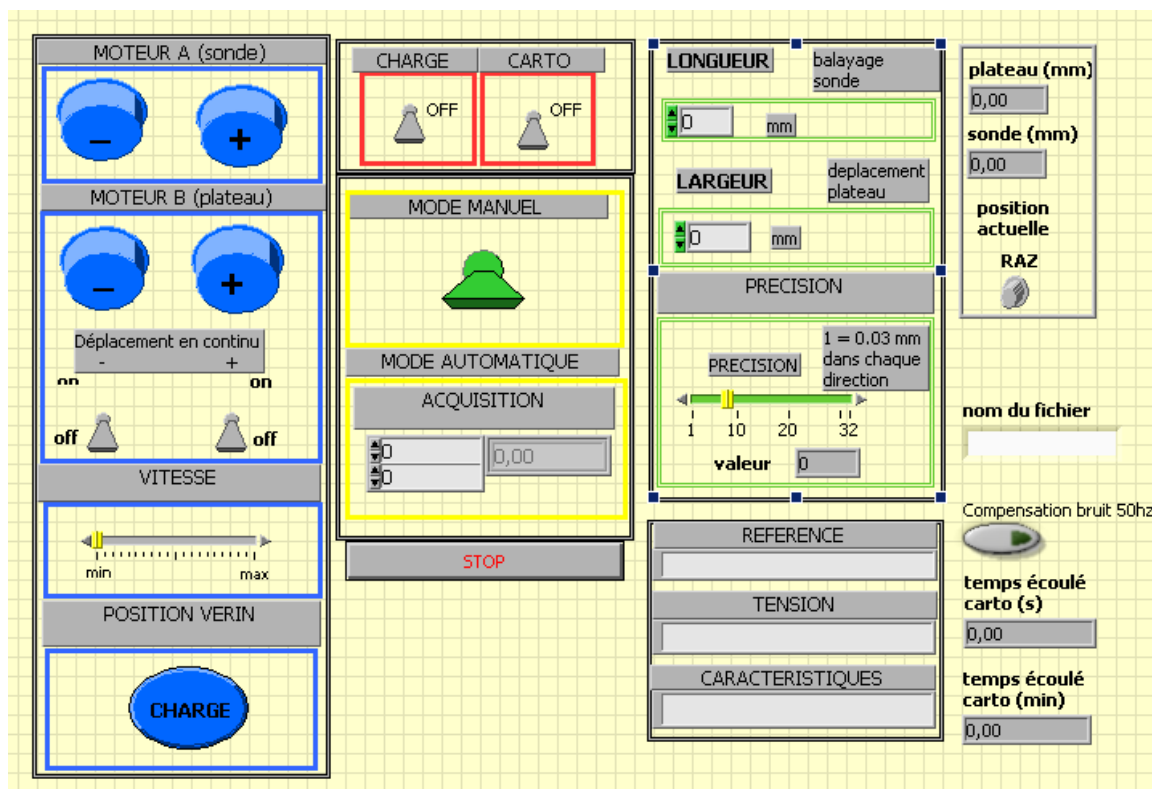 MOTEUR A (sonde)
−
+
MOTEUR B (plateau)
−
+
Déplacement en continu
- +
on on
off off
VITESSE
min max
POSITION VERIN
CHARGE
CHARGE CARTO
OFF OFF
MODE MANUEL
MODE AUTOMATIQUE
ACQUISITION
0
0
0,00
STOP
LONGUEUR
balayage
sonde
0 mm
LARGEUR
deplacement
plateau
0 mm
PRECISION
PRECISION
1 = 0.03 mm
dans chaque
direction
1 10 20 32
valeur 0
REFERENCE
TENSION
CARACTERISTIQUES
plateau (mm)
0,00
sonde (mm)
0,00
position
actuelle
RAZ
nom du fichier
Compensation bruit 50hz
temps écoulé
carto (s)
0,00
temps écoulé
carto (min)
0,00